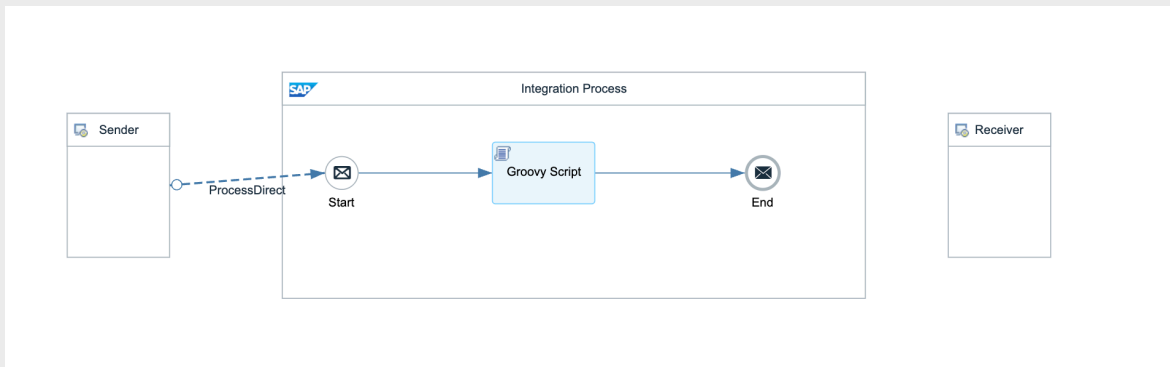 SAP
Integration Process
Sender
Receiver
ProcessDirect
Start
Groovy Script
End